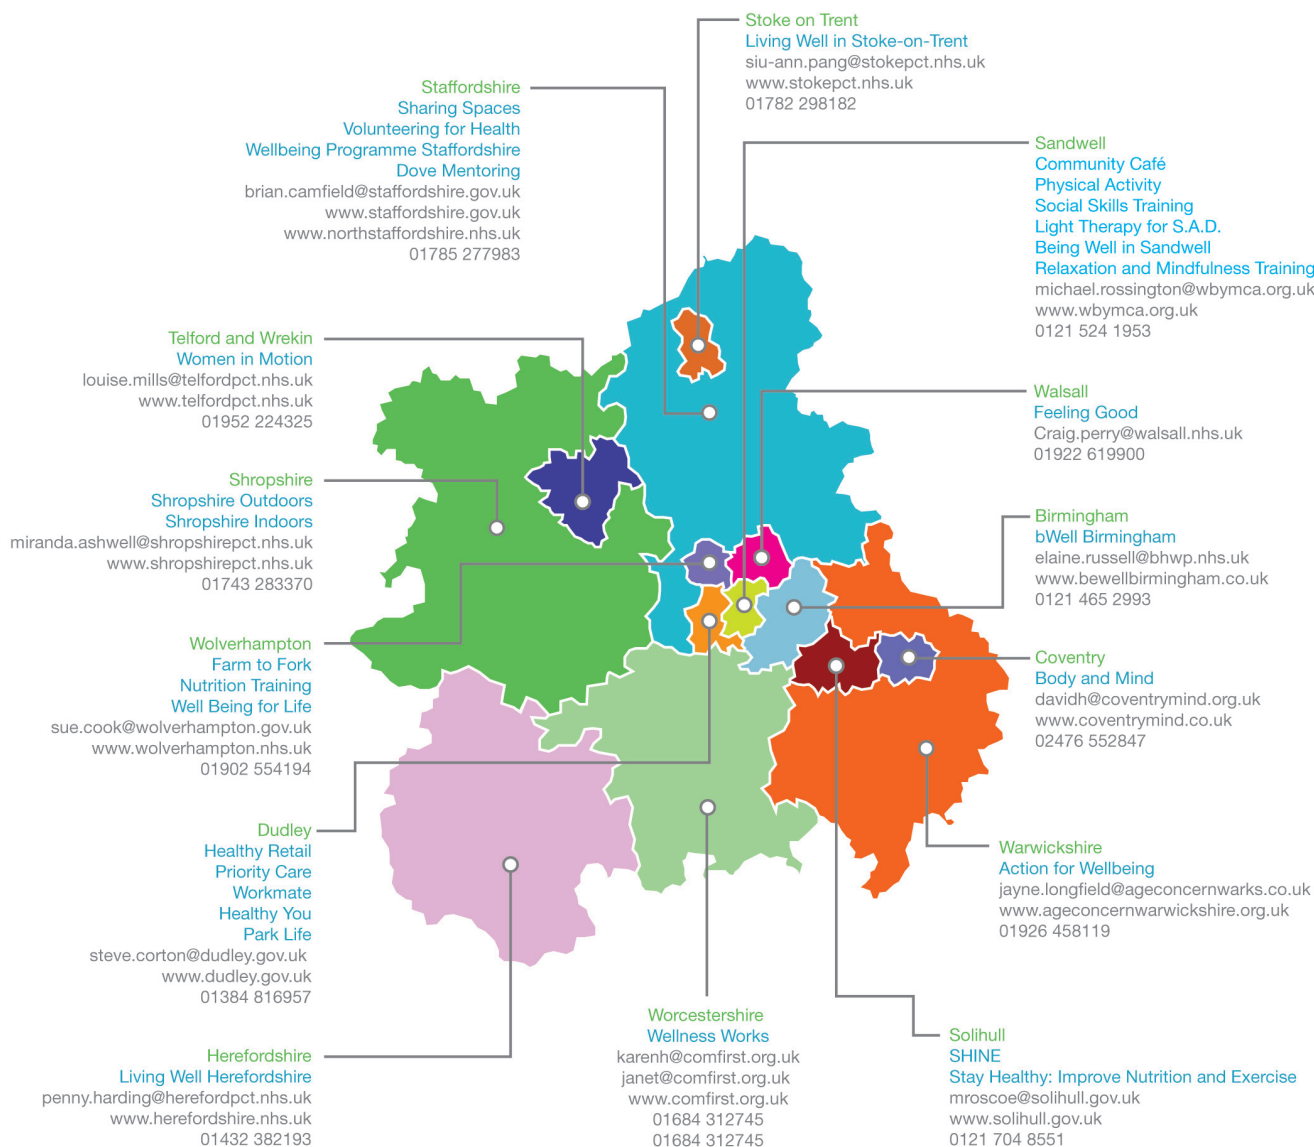 Stoke on Trent
Living Well in Stoke-on-Trent
siu-ann.pang@stokepct.nhs.uk
www.stokepct.nhs.uk
01782 298182
Staffordshire
Sharing Spaces
Volunteering for Health
Wellbeing Programme Staffordshire
Dove Mentoring
brian.camfield@staffordshire.gov.uk
www.staffordshire.gov.uk
www.northstaffordshire.nhs.uk
01785 277983
Sandwell
Community Café
Physical Activity
Social Skills Training
Light Therapy for S.A.D.
Being Well in Sandwell
Relaxation and Mindfulness Training
michael.rossington@wbymca.org.uk
www.wbymca.org.uk
0121 524 1953
Telford and Wrekin
Women in Motion
louise.mills@telfordpct.nhs.uk
www.telfordpct.nhs.uk
01952 224325
Walsall
Feeling Good
Craig.perry@walsall.nhs.uk
01922 619900
Shropshire
Shropshire Outdoors
Shropshire Indoors
miranda.ashwell@shropshirepct.nhs.uk
www.shropshirepct.nhs.uk
01743 283370
Birmingham
bWell Birmingham
elaine.russell@bhwp.nhs.uk
www.bewellbirmingham.co.uk
0121 465 2993
Wolverhampton
Farm to Fork
Nutrition Training
Well Being for Life
sue.cook@wolverhampton.gov.uk
www.wolverhampton.nhs.uk
01902 554194
Coventry
Body and Mind
davidh@coventrymind.org.uk
www.coventrymind.co.uk
02476 552847
Dudley
Healthy Retail
Priority Care
Workmate
Healthy You
Park Life
steve.corton@dudley.gov.uk
www.dudley.gov.uk
01384 816957
Warwickshire
Action for Wellbeing
jayne.longfield@ageconcernwarks.co.uk
www.ageconcernwarwickshire.org.uk
01926 458119
Herefordshire
Living Well Herefordshire
penny.harding@herefordpct.nhs.uk
www.herefordshire.nhs.uk
01432 382193
Worcestershire
Wellness Works
karenh@comfirst.org.uk
janet@comfirst.org.uk
www.comfirst.org.uk
01684 312745
01684 312745
Solihull
SHINE
Stay Healthy: Improve Nutrition and Exercise
mroscoe@solihull.gov.uk
www.solihull.gov.uk
0121 704 8551